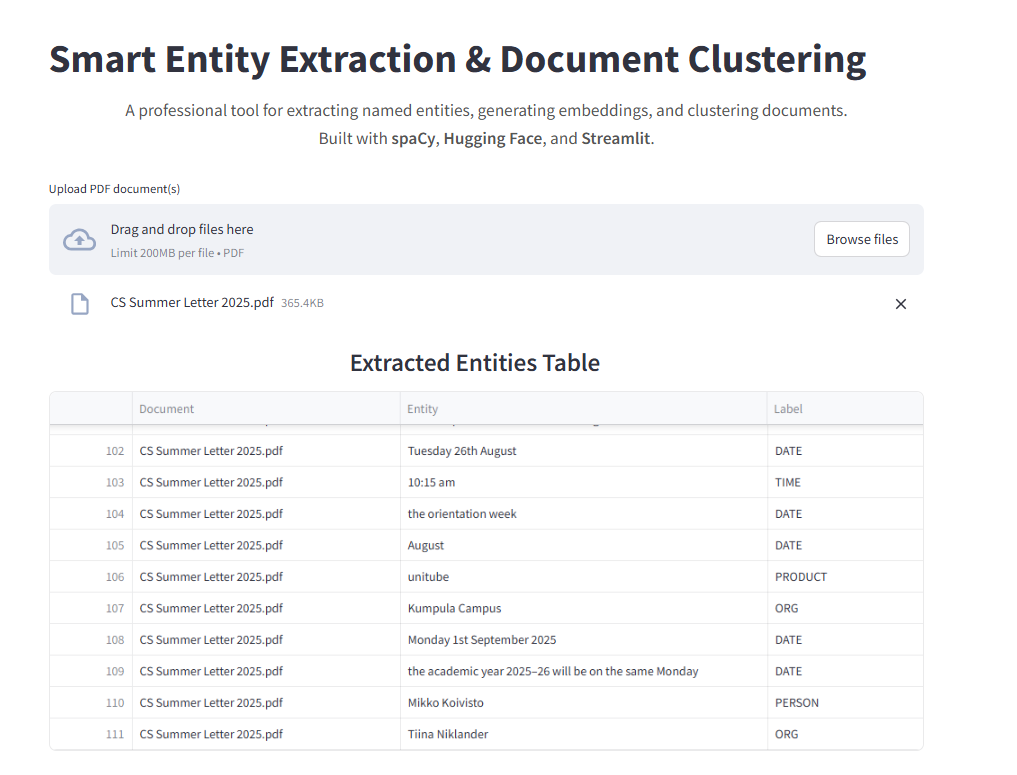 Smart Entity Extraction & Document Clustering
A professional tool for extracting named entities, generating embeddings, and clustering documents.
Built with spaCy, Hugging Face, and Streamlit.
Upload PDF document(s)
Drag and drop files here
Limit 200MB per file • PDF
Browse files
CS Summer Letter 2025.pdf 365.4KB
Extracted Entities Table
Document Entity Label
102 CS Summer Letter 2025.pdf Tuesday 26th August DATE
103 CS Summer Letter 2025.pdf 10:15 am TIME
104 CS Summer Letter 2025.pdf the orientation week DATE
105 CS Summer Letter 2025.pdf August DATE
106 CS Summer Letter 2025.pdf unitube PRODUCT
107 CS Summer Letter 2025.pdf Kumpula Campus ORG
108 CS Summer Letter 2025.pdf Monday 1st September 2025 DATE
109 CS Summer Letter 2025.pdf the academic year 2025–26 will be on the same Monday DATE
110 CS Summer Letter 2025.pdf Mikko Koivisto PERSON
111 CS Summer Letter 2025.pdf Tiina Niklander ORG